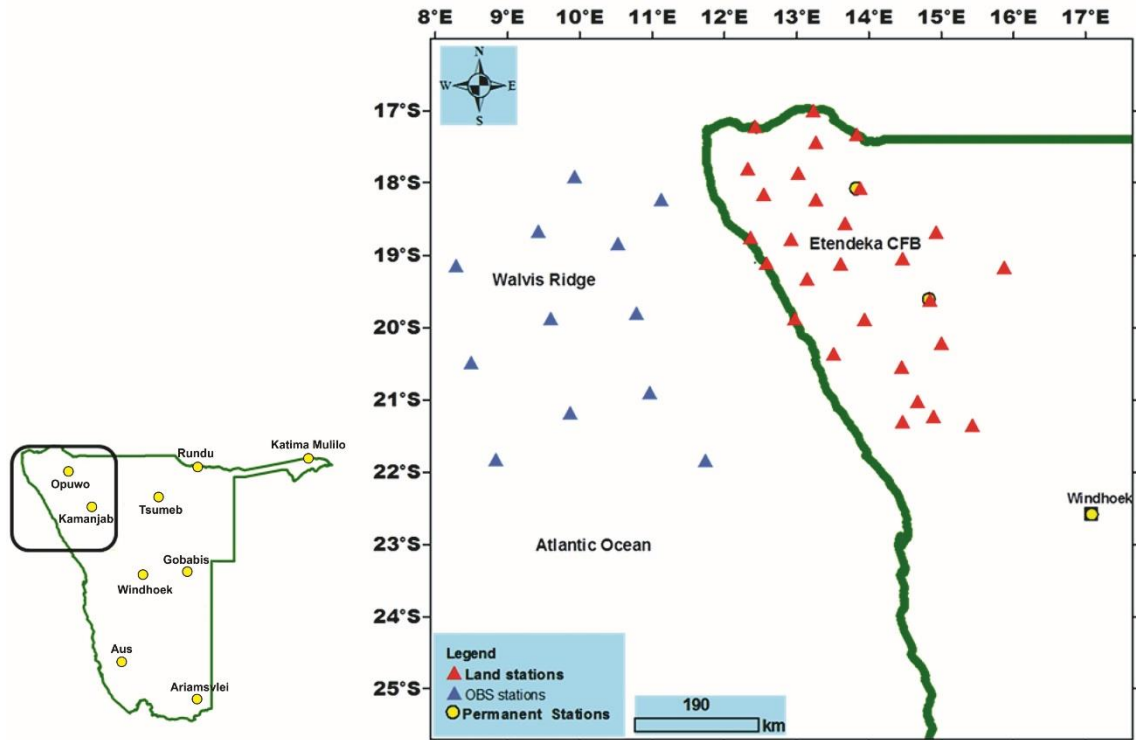 8°E 9°E 10°E 11°E 12°E 13°E 14°E 15°E 16°E 17°E
N
W E
S
17°S
18°S
19°S
20°S
21°S
22°S
23°S
24°S
25°S
Etendeka CFB
Walvis Ridge
Windhoek
Atlantic Ocean
Legend
Land stations
OBS stations
Permanent Stations
190
km
Katima Mulilo
Rundu
Opuwo
Tsumeb
Kamanjab
Gobabis
Windhoek
Aus
Ariamsvlei